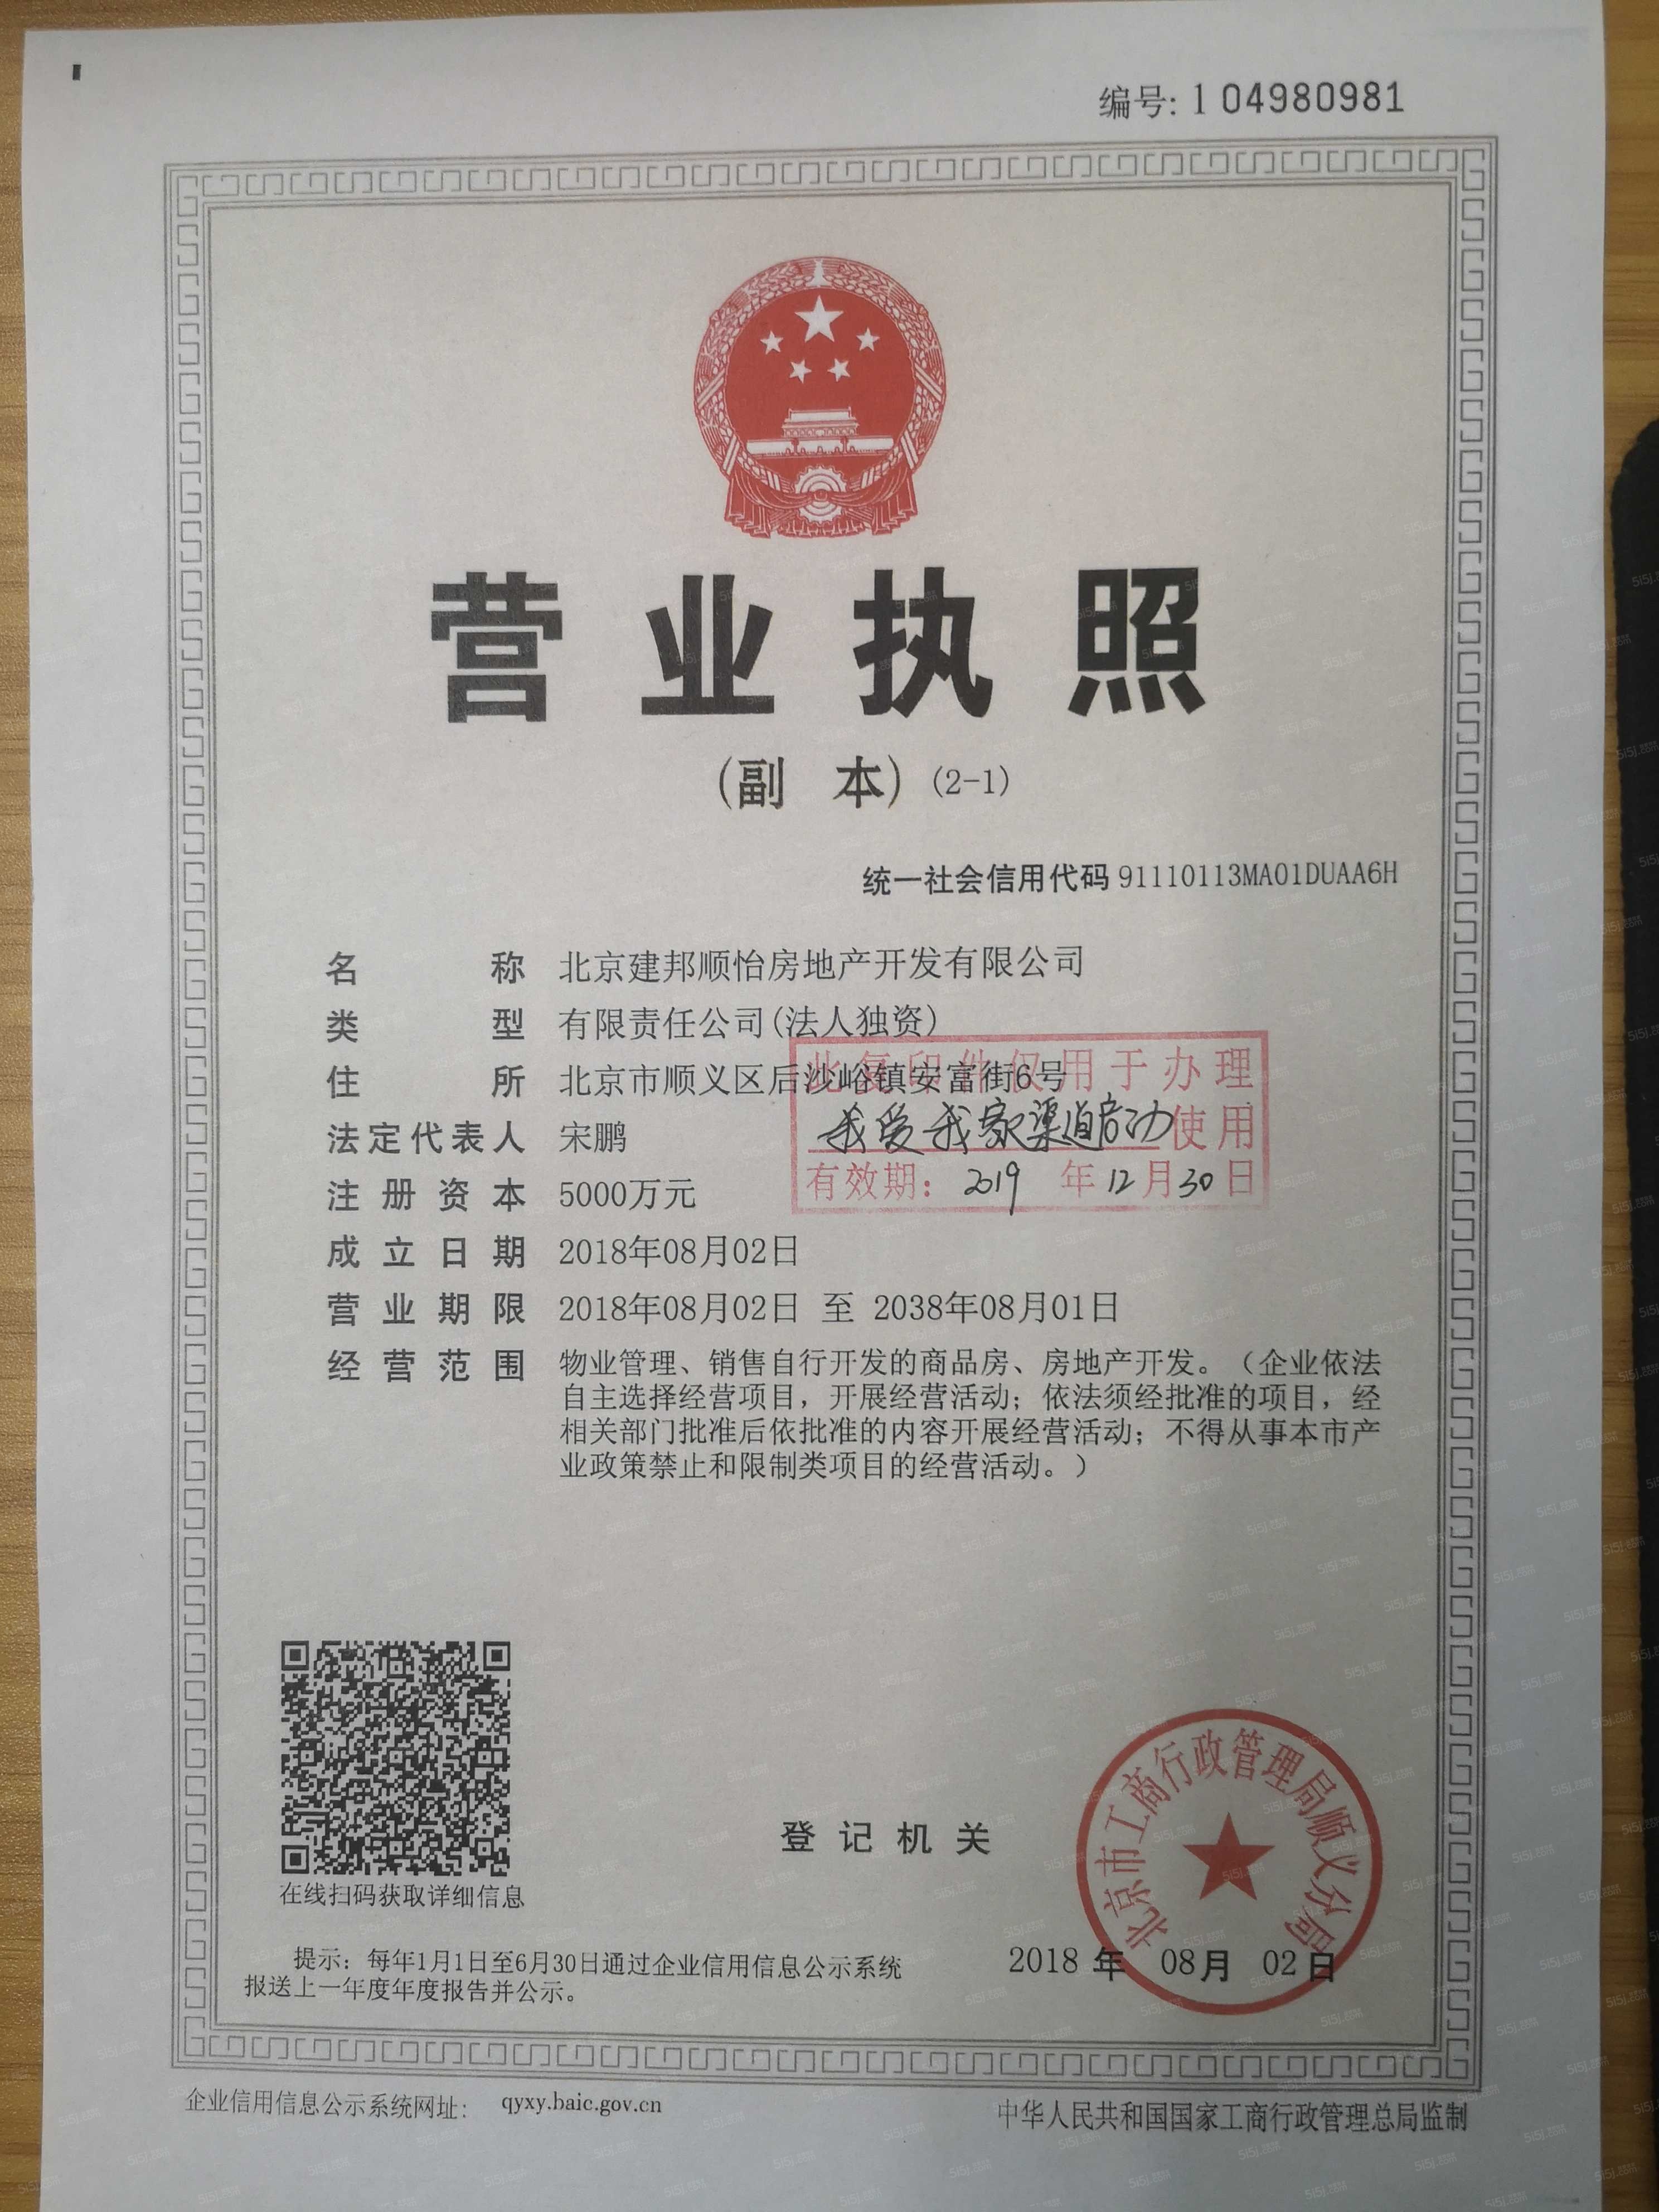 编号: 1 04980981
营业执照
(副 本) (2-1)
统一社会信用代码 91110113MA01DUAA6H
名称 北京建邦顺怡房地产开发有限公司
类型 有限责任公司(法人独资)
此复印件仅用于办理
住所 北京市顺义区后沙峪镇安富街6号
我爱我家渠道启动使用
法定代表人 宋鹏
有效期: 2019 年 12 月 30 日
注册资本 5000万元
成立日期 2018年08月02日
营业期限 2018年08月02日 至 2038年08月01日
经营范围 物业管理、销售自行开发的商品房、房地产开发。（企业依法
自主选择经营项目，开展经营活动；依法须经批准的项目，经
相关部门批准后依批准的内容开展经营活动；不得从事本市产
业政策禁止和限制类项目的经营活动。）
在线扫码获取详细信息
登记机关
北京市工商行政管理局顺义分局
2018 年 08月 02日
提示：每年1月1日至6月30日通过企业信用信息公示系统
报送上一年度年度报告并公示。
企业信用信息公示系统网址： qyxy.baic.gov.cn
中华人民共和国国家工商行政管理总局监制
5i5j.com